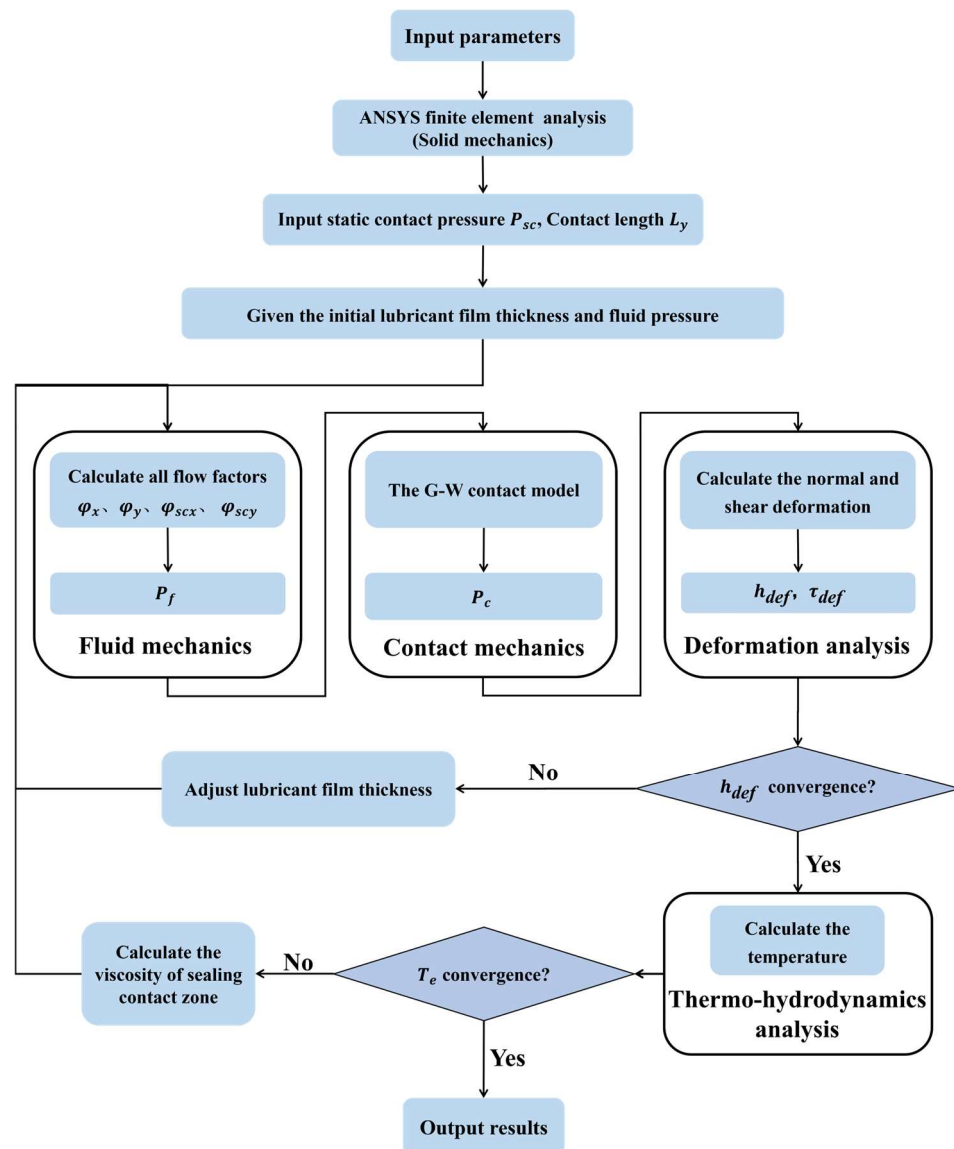 Input parameters
ANSYS finite element analysis
(Solid mechanics)
Input static contact pressure P_sc, Contact length L_y
Given the initial lubricant film thickness and fluid pressure
Calculate all flow factors
φ_x、φ_y、φ_scx、 φ_scy
P_f
Fluid mechanics
The G-W contact model
P_c
Contact mechanics
Calculate the normal and
shear deformation
h_def, τ_def
Deformation analysis
h_def convergence?
No
Adjust lubricant film thickness
Yes
Calculate the
temperature
Thermo-hydrodynamics
analysis
T_e convergence?
No
Calculate the
viscosity of sealing
contact zone
Yes
Output results